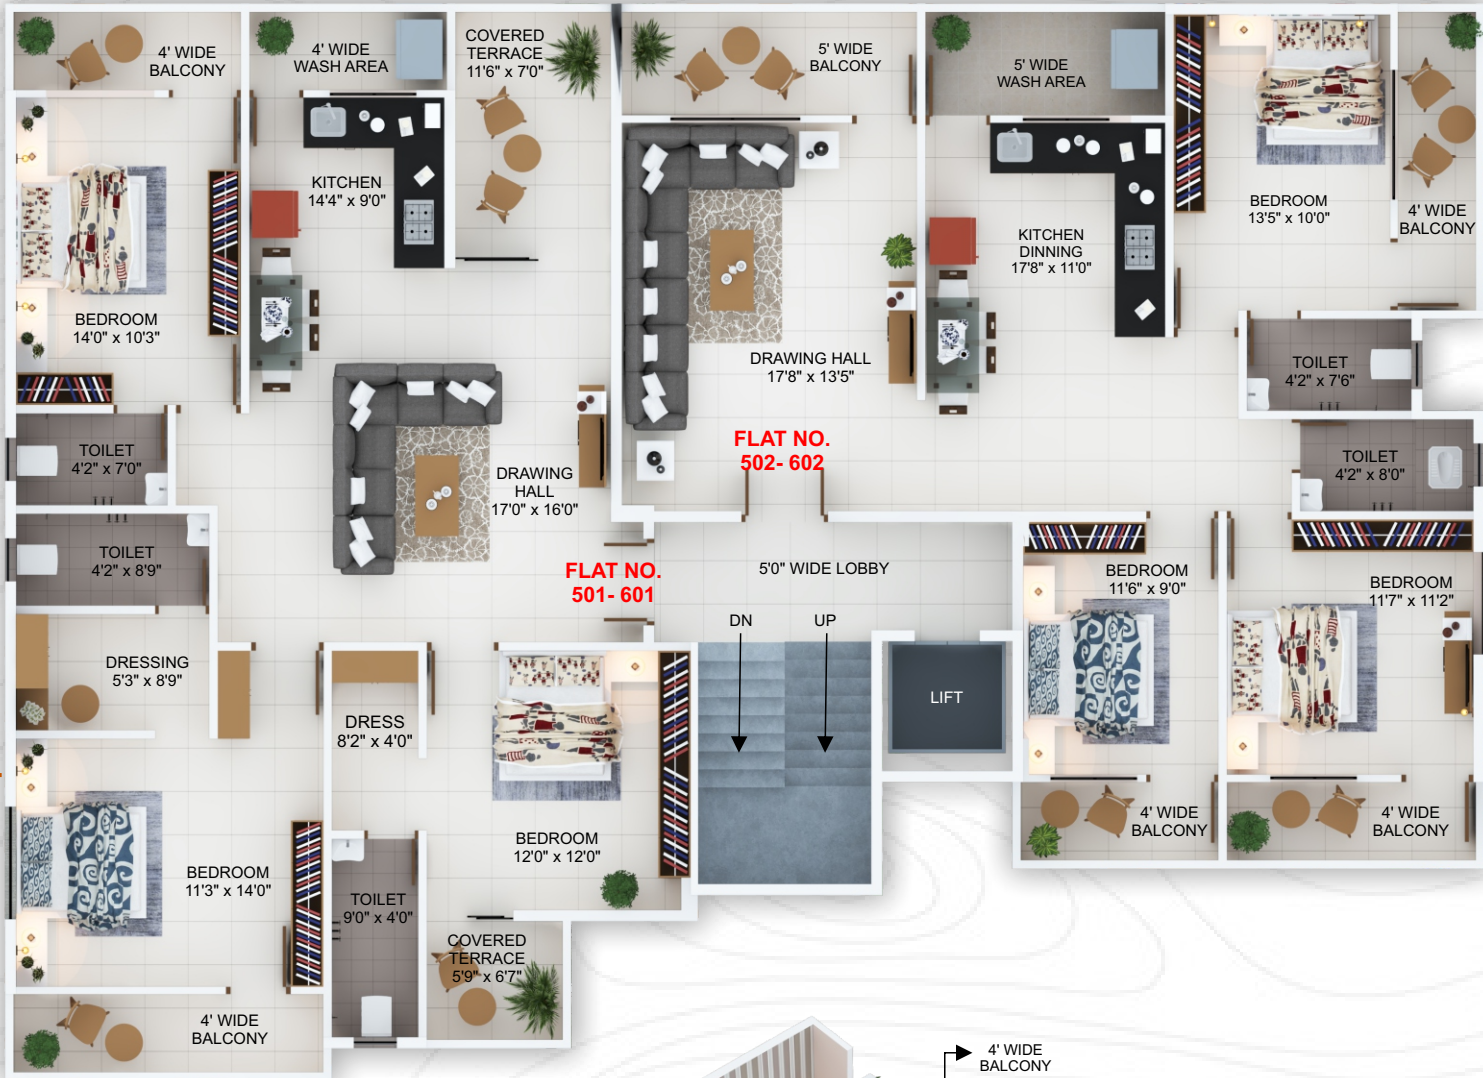 4' WIDE
BALCONY
4' WIDE
WASH AREA
COVERED
TERRACE
11'6" x 7'0"
5' WIDE
BALCONY
5' WIDE
WASH AREA
BEDROOM
13'5" x 10'0"
4' WIDE
BALCONY
KITCHEN
14'4" x 9'0"
KITCHEN
DINNING
17'8" x 11'0"
BEDROOM
14'0" x 10'3"
DRAWING HALL
17'8" x 13'5"
TOILET
4'2" x 7'6"
FLAT NO.
502- 602
TOILET
4'2" x 7'0"
DRAWING
HALL
17'0" x 16'0"
TOILET
4'2" x 8'0"
TOILET
4'2" x 8'9"
FLAT NO.
501- 601
5'0" WIDE LOBBY
BEDROOM
11'6" x 9'0"
BEDROOM
11'7" x 11'2"
DN
UP
DRESSING
5'3" x 8'9"
LIFT
DRESS
8'2" x 4'0"
4' WIDE
BALCONY
4' WIDE
BALCONY
BEDROOM
12'0" x 12'0"
BEDROOM
11'3" x 14'0"
TOILET
9'0" x 4'0"
COVERED
TERRACE
5'9" x 6'7"
4' WIDE
BALCONY
4' WIDE
BALCONY